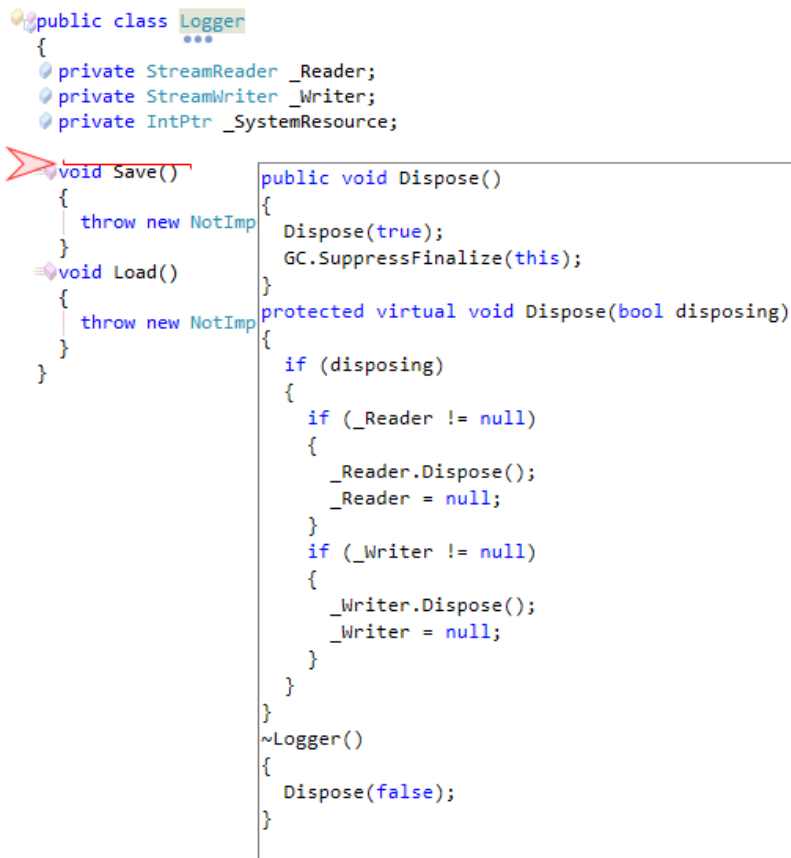 public class Logger
{
private StreamReader _Reader;
private StreamWriter _Writer;
private IntPtr _SystemResource;
void Save()
{
throw new NotImp
}
void Load()
{
throw new NotImp
}
}
public void Dispose()
{
Dispose(true);
GC.SuppressFinalize(this);
}
protected virtual void Dispose(bool disposing)
{
if (disposing)
{
if (_Reader != null)
{
_Reader.Dispose();
_Reader = null;
}
if (_Writer != null)
{
_Writer.Dispose();
_Writer = null;
}
}
}
~Logger()
{
Dispose(false);
}